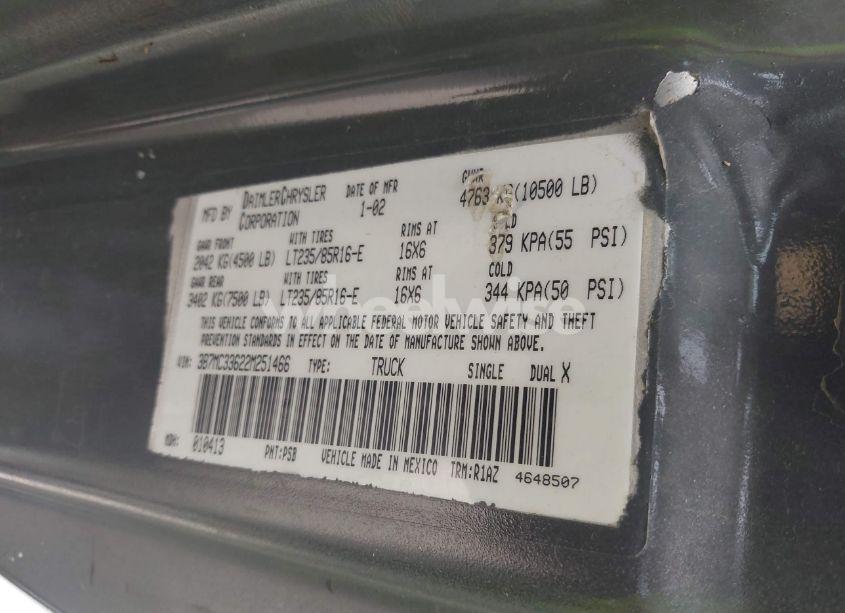 MFD BY DAIMLERCHRYSLER CORPORATION DATE OF MFR 1-02 GVWR 4763 KG(10500 LB)
GAWR FRONT WITH TIRES RIMS AT
2042 KG(4500 LB) LT235/85R16-E 16X6 379 KPA(55 PSI)
GAWR REAR WITH TIRES RIMS AT COLD
3402 KG(7500 LB) LT235/85R16-E 16X6 344 KPA(50 PSI)
THIS VEHICLE CONFORMS TO ALL APPLICABLE FEDERAL MOTOR VEHICLE SAFETY AND THEFT
PREVENTION STANDARDS IN EFFECT ON THE DATE OF MANUFACTURE SHOWN ABOVE.
VIN: 3B7MC33622M251466 TYPE: TRUCK SINGLE DUAL X
MDH: 010413 PNT:PSB VEHICLE MADE IN MEXICO TRM:R1AZ 4648507
wheelwise